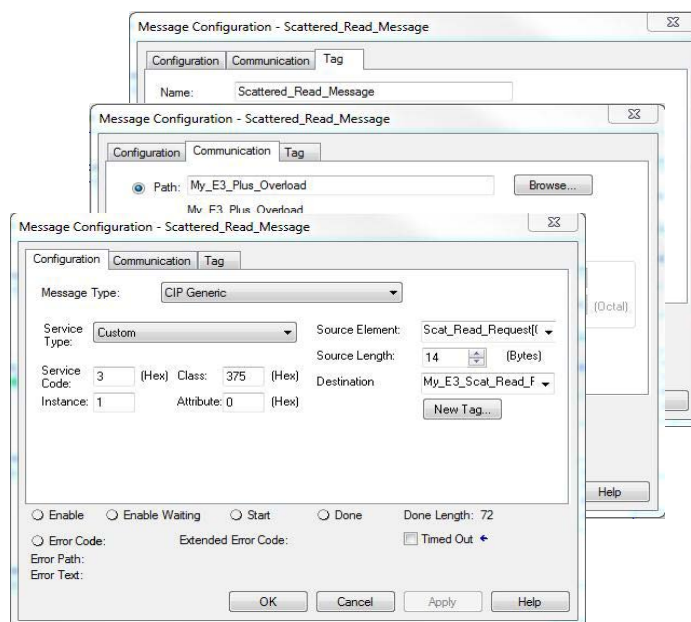 Message Configuration - Scattered_Read_Message
Configuration Communication Tag
Name: Scattered_Read_Message
Message Configuration - Scattered_Read_Message
Configuration Communication Tag
Path: My_E3_Plus_Overload Browse...
My_E3_Plus_Overload
(Octal)
Message Configuration - Scattered_Read_Message
Configuration Communication Tag
Message Type: CIP Generic
Service Type: Custom
Source Element: Scat_Read_Request[(
Source Length: 14 (Bytes)
Service Code: 3 (Hex) Class: 375 (Hex)
Destination My_E3_Scat_Read_F
Instance: 1 Attribute: 0 (Hex)
New Tag...
Help
Enable Enable Waiting Start Done Done Length: 72
Error Code: Extended Error Code: Timed Out
Error Path:
Error Text:
OK Cancel Apply Help